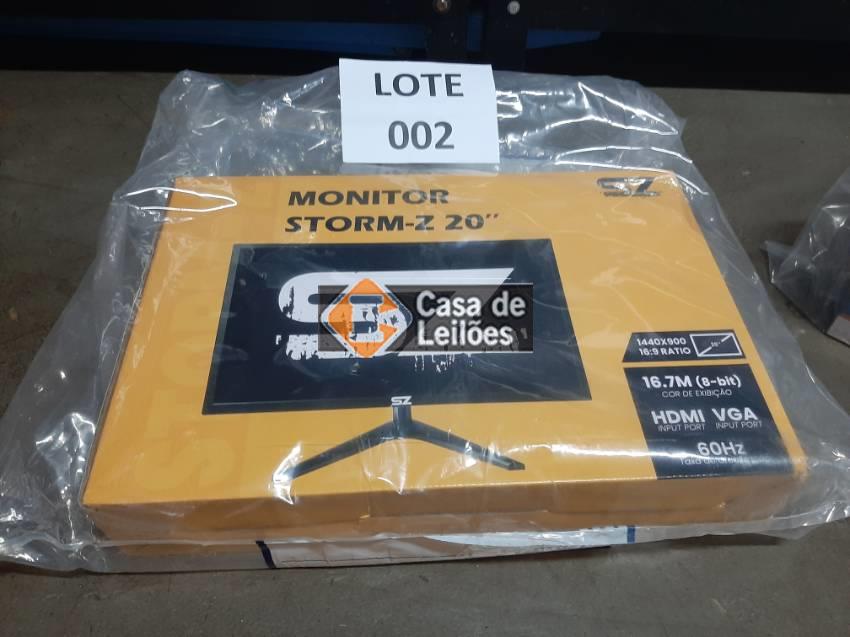 LOTE
002
MONITOR
STORM-Z 20"
SZ
Casa de
Leilões
1440X900
16:9 RATIO
16.7M (8-bit)
COR DE EXIBIÇÃO
HDMI VGA
INPUT PORT INPUT PORT
60Hz
SZ